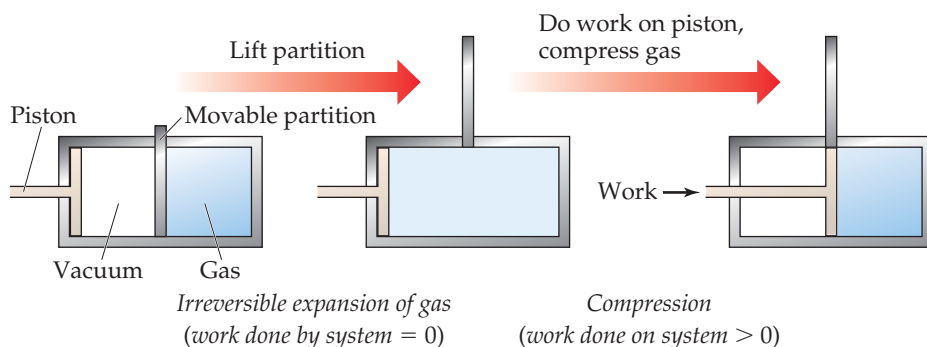 Lift partition
Do work on piston,
compress gas
Piston
Movable partition
Work
Vacuum
Gas
Irreversible expansion of gas
(work done by system = 0)
Compression
(work done on system > 0)